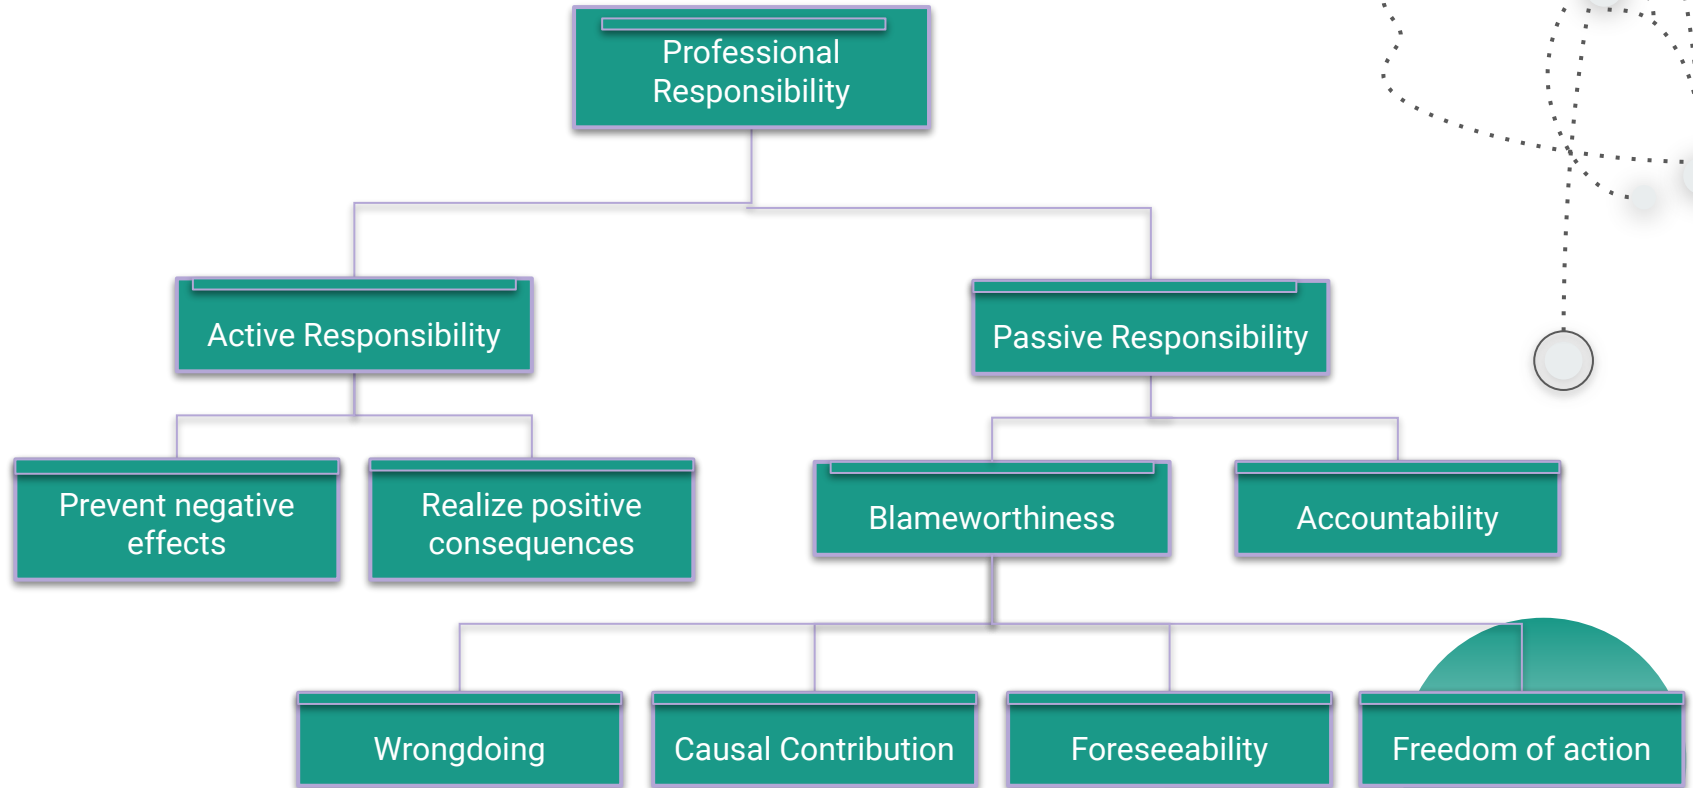 Professional
Responsibility
Active Responsibility
Passive Responsibility
Prevent negative
effects
Realize positive
consequences
Blameworthiness
Accountability
Wrongdoing
Causal Contribution
Foreseeability
Freedom of action